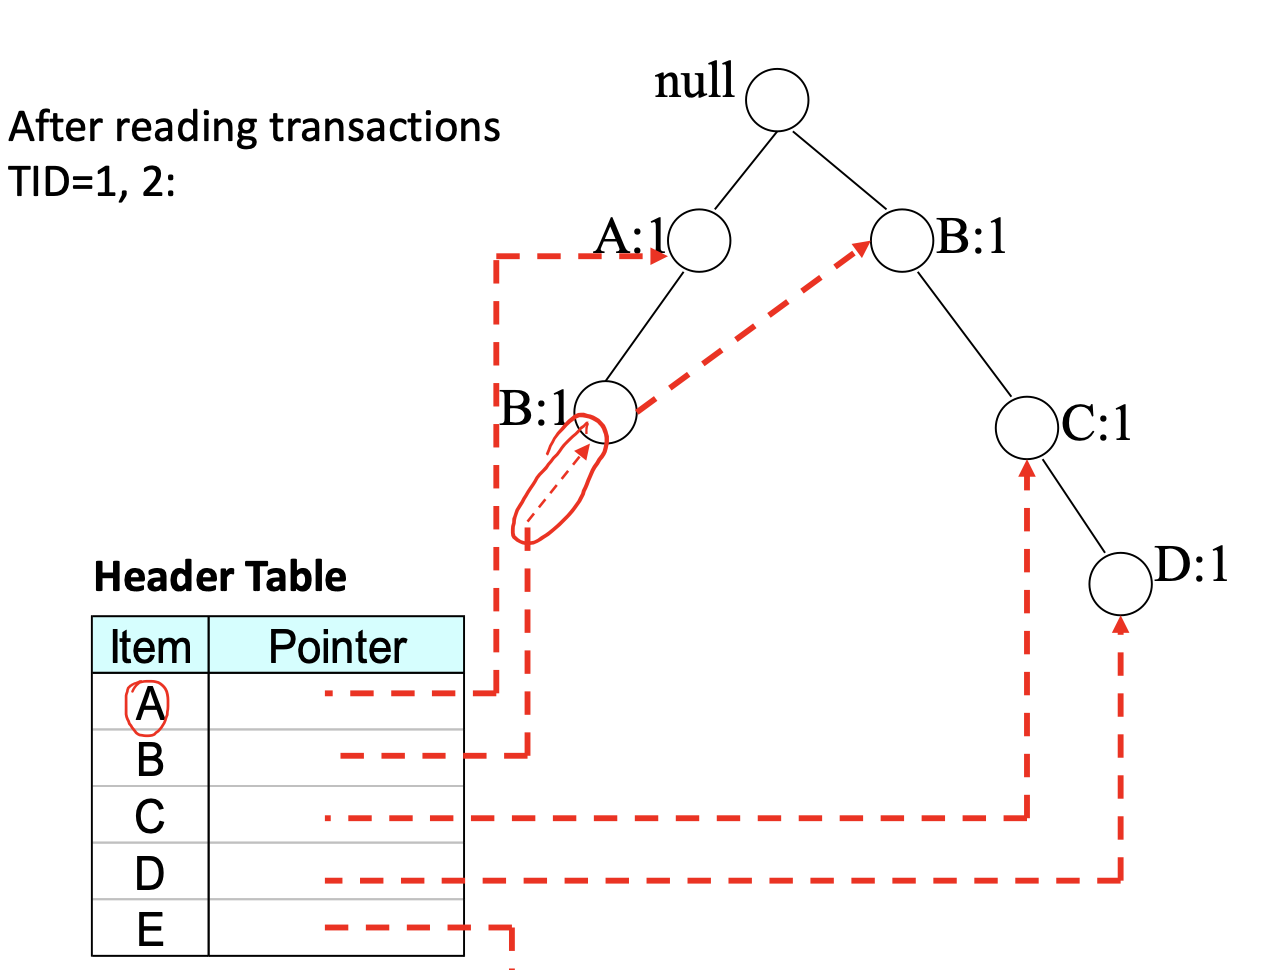 null
After reading transactions
TID=1, 2:
A:1
B:1
B:1
C:1
D:1
Header Table
Item Pointer
A
B
C
D
E